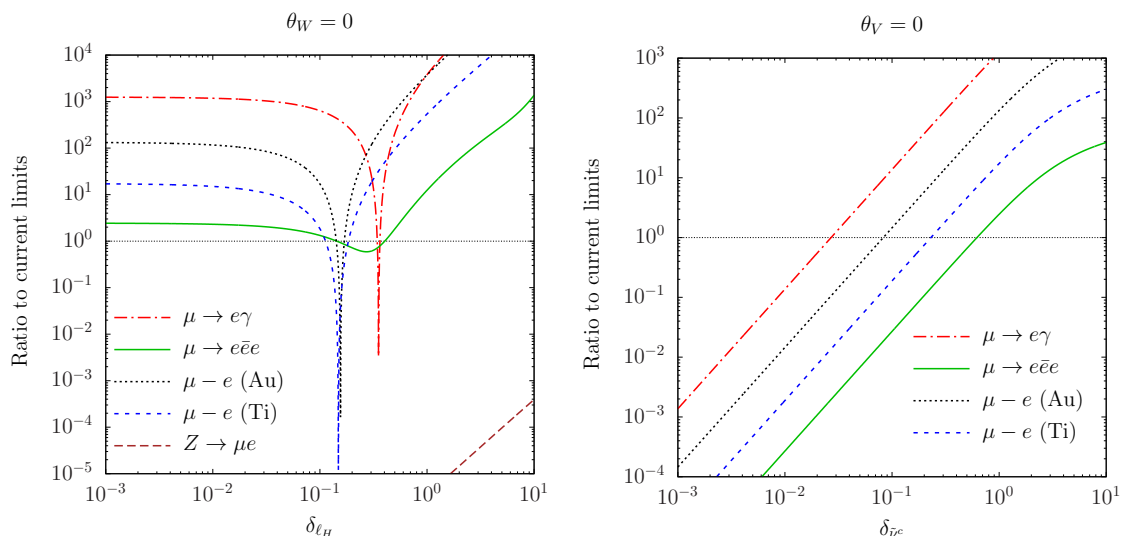 θ_W = 0
Ratio to current limits
10^4
10^3
10^2
10^1
10^0
10^-1
10^-2
10^-3
10^-4
10^-5
μ → eγ
μ → eēe
μ − e (Au)
μ − e (Ti)
Z → μe
10^-3 10^-2 10^-1 10^0 10^1
δ_{ℓ_H}
θ_V = 0
Ratio to current limits
10^3
10^2
10^1
10^0
10^-1
10^-2
10^-3
10^-4
μ → eγ
μ → eēe
μ − e (Au)
μ − e (Ti)
10^-3 10^-2 10^-1 10^0 10^1
δ_{ν̃^c}